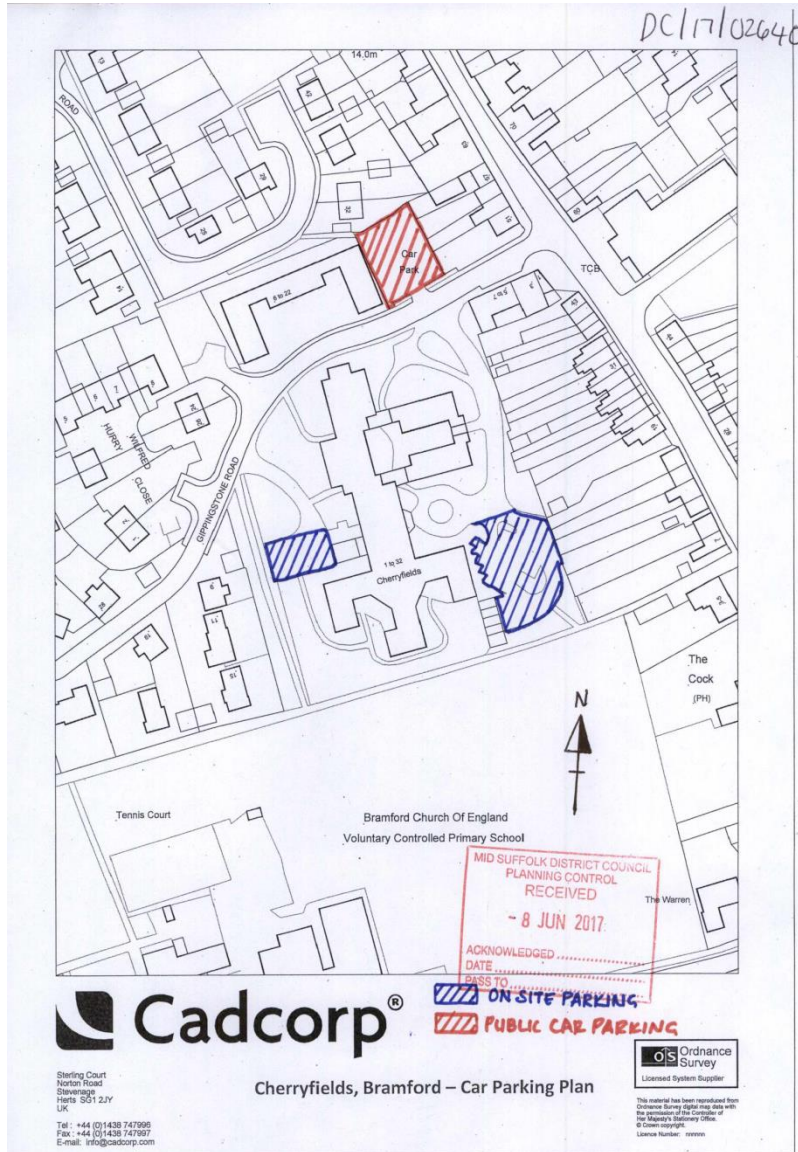 DC/17/02640
14.0m
ROAD
Car
Park
TCB
8 to 22
5 to 7
HURRY
WILFRED
CLOSE
GIPPINGSTONE ROAD
1 to 32
Cherryfields
The
Cock
(PH)
N
Tennis Court
Bramford Church Of England
Voluntary Controlled Primary School
The Warren
MID SUFFOLK DISTRICT COUNCIL
PLANNING CONTROL
RECEIVED
- 8 JUN 2017
ACKNOWLEDGED
DATE
PASS TO
ON SITE PARKING
PUBLIC CAR PARKING
Cadcorp®
Sterling Court
Norton Road
Stevenage
Herts SG1 2JY
UK
Tel : +44 (0)1438 747996
Fax : +44 (0)1438 747997
E-mail: info@cadcorp.com
Cherryfields, Bramford – Car Parking Plan
OS Ordnance
Survey
Licensed System Supplier
This material has been reproduced from
Ordnance Survey digital map data with
the permission of the Controller of
Her Majesty's Stationery Office.
© Crown copyright.
Licence Number: nnnnnn